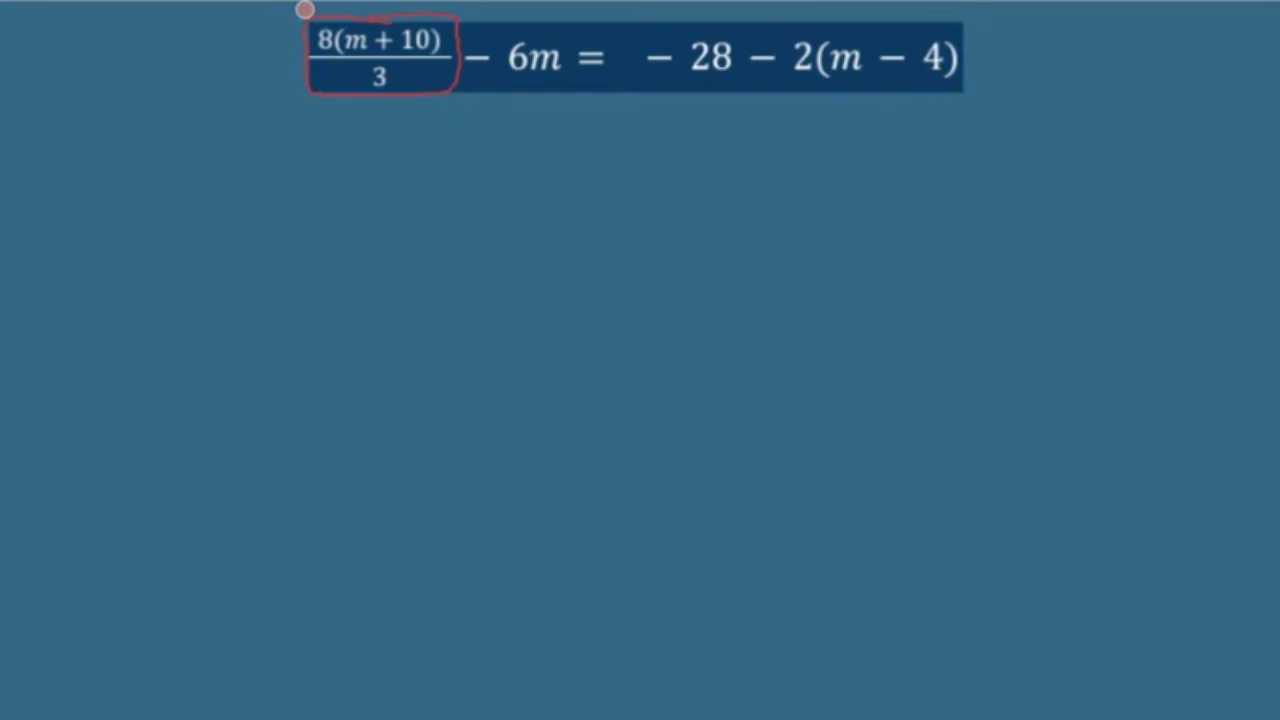 8(m + 10)/3 − 6m = − 28 − 2(m − 4)